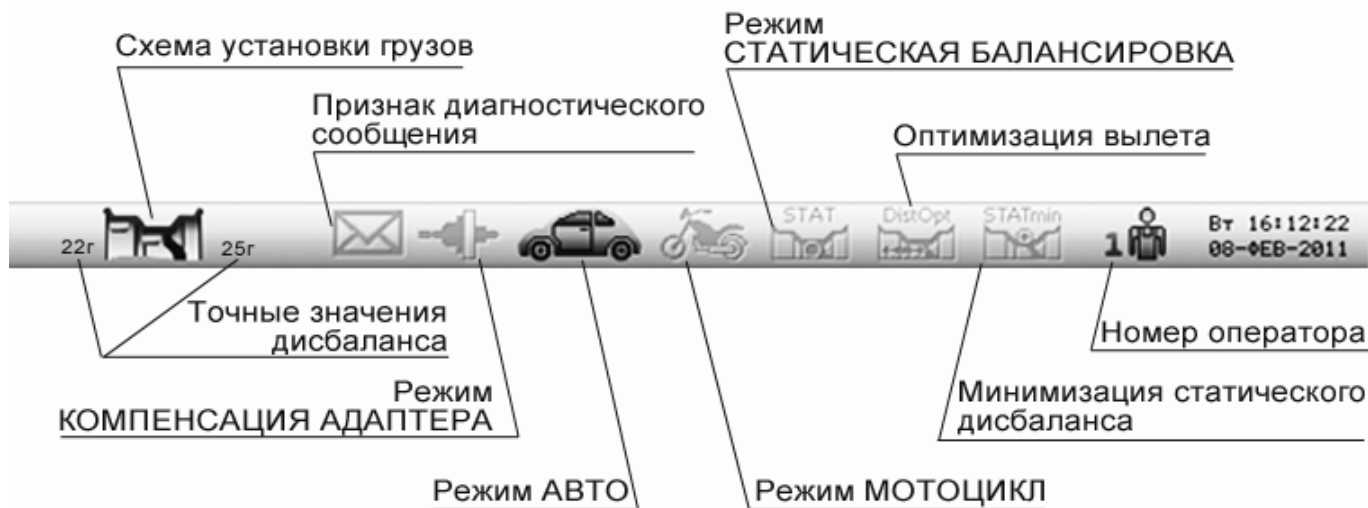 Схема установки грузов
Режим
СТАТИЧЕСКАЯ БАЛАНСИРОВКА
Признак диагностического
сообщения
Оптимизация вылета
STAT
DistOpt
STATmin
22г
25г
1
Вт 16:12:22
08-ФЕВ-2011
Точные значения
дисбаланса
Номер оператора
Режим
КОМПЕНСАЦИЯ АДАПТЕРА
Минимизация статического
дисбаланса
Режим АВТО
Режим МОТОЦИКЛ